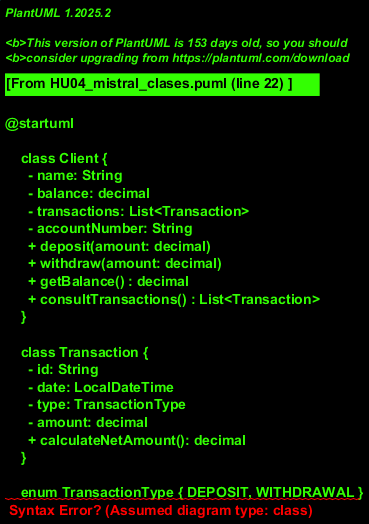 PlantUML 1.2025.2
<b>This version of PlantUML is 153 days old, so you should
<b>consider upgrading from https://plantuml.com/download
[From HU04_mistral_clases.puml (line 22) ]
@startuml
class Client {
- name: String
- balance: decimal
- transactions: List<Transaction>
- accountNumber: String
+ deposit(amount: decimal)
+ withdraw(amount: decimal)
+ getBalance() : decimal
+ consultTransactions() : List<Transaction>
}
class Transaction {
- id: String
- date: LocalDateTime
- type: TransactionType
- amount: decimal
+ calculateNetAmount(): decimal
}
enum TransactionType { DEPOSIT, WITHDRAWAL }
Syntax Error? (Assumed diagram type: class)